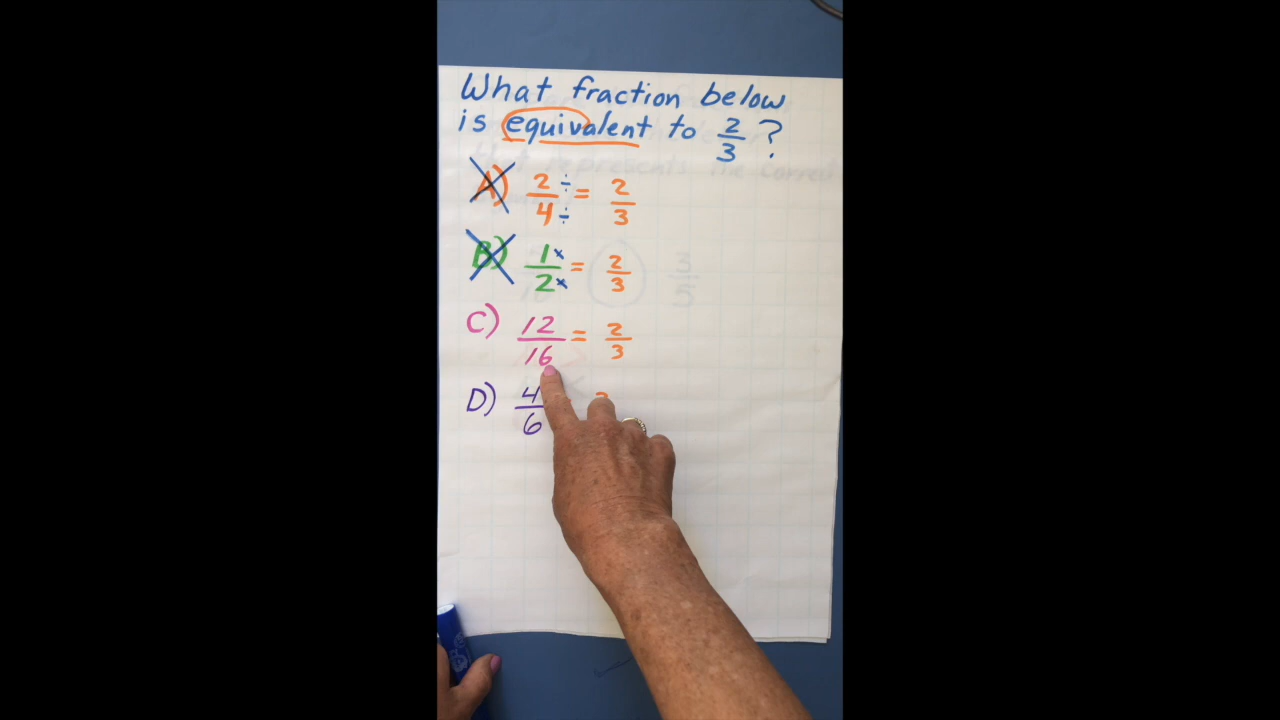 What fraction below
is equivalent to 2/3 ?
A) 2/4 ÷ ÷ = 2/3
B) 1/2 x x = 2/3
C) 12/16 = 2/3
D) 4/6